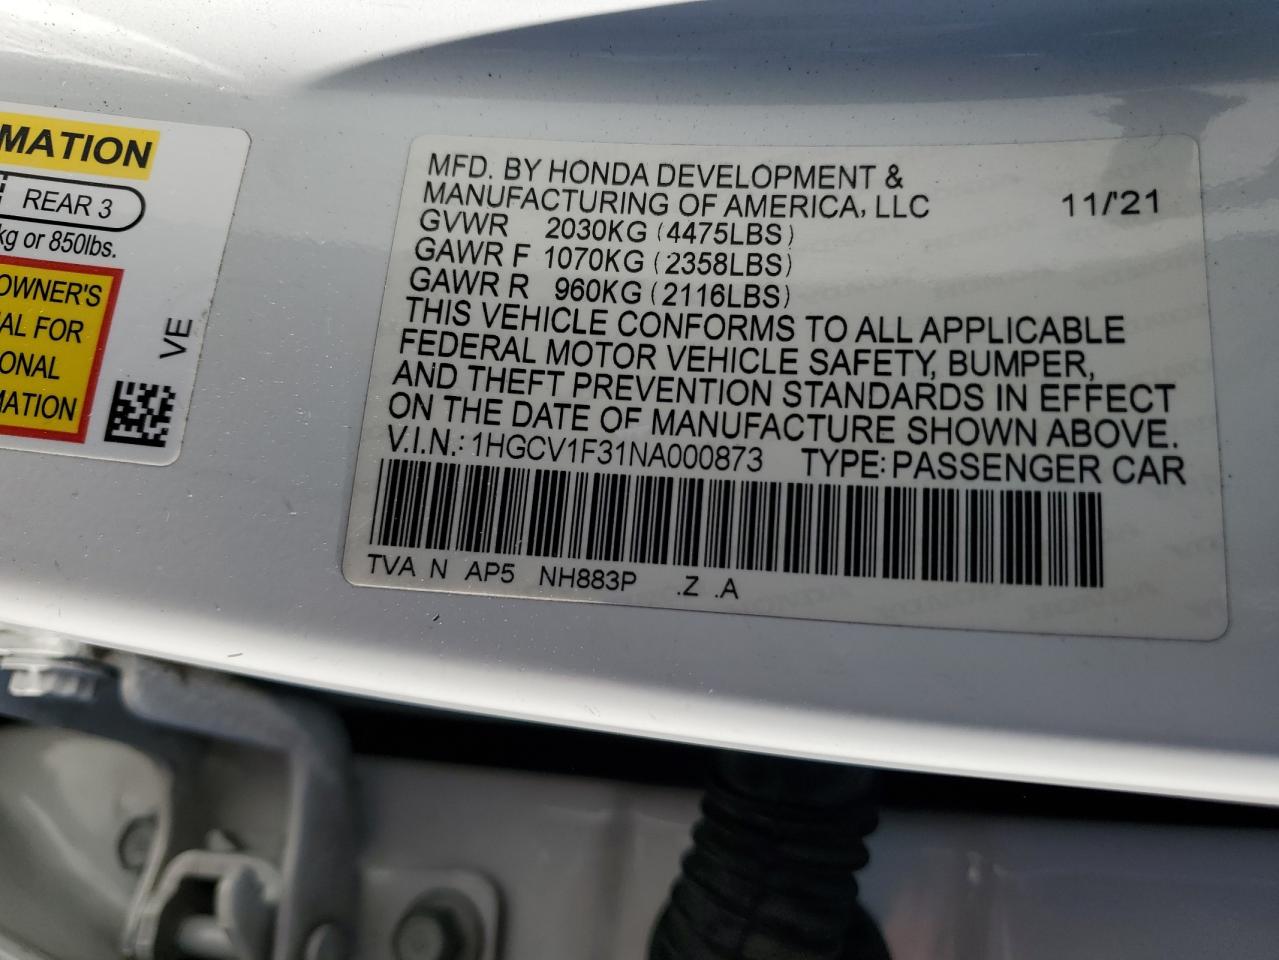 MATION
REAR 3
kg or 850lbs.
OWNER'S
AL FOR
ONAL
MATION
VE
MFD. BY HONDA DEVELOPMENT &
MANUFACTURING OF AMERICA, LLC 11/'21
GVWR 2030KG (4475LBS)
GAWR F 1070KG (2358LBS)
GAWR R 960KG (2116LBS)
THIS VEHICLE CONFORMS TO ALL APPLICABLE
FEDERAL MOTOR VEHICLE SAFETY, BUMPER,
AND THEFT PREVENTION STANDARDS IN EFFECT
ON THE DATE OF MANUFACTURE SHOWN ABOVE.
V.I.N.: 1HGCV1F31NA000873 TYPE: PASSENGER CAR
TVA N AP5 NH883P .Z .A